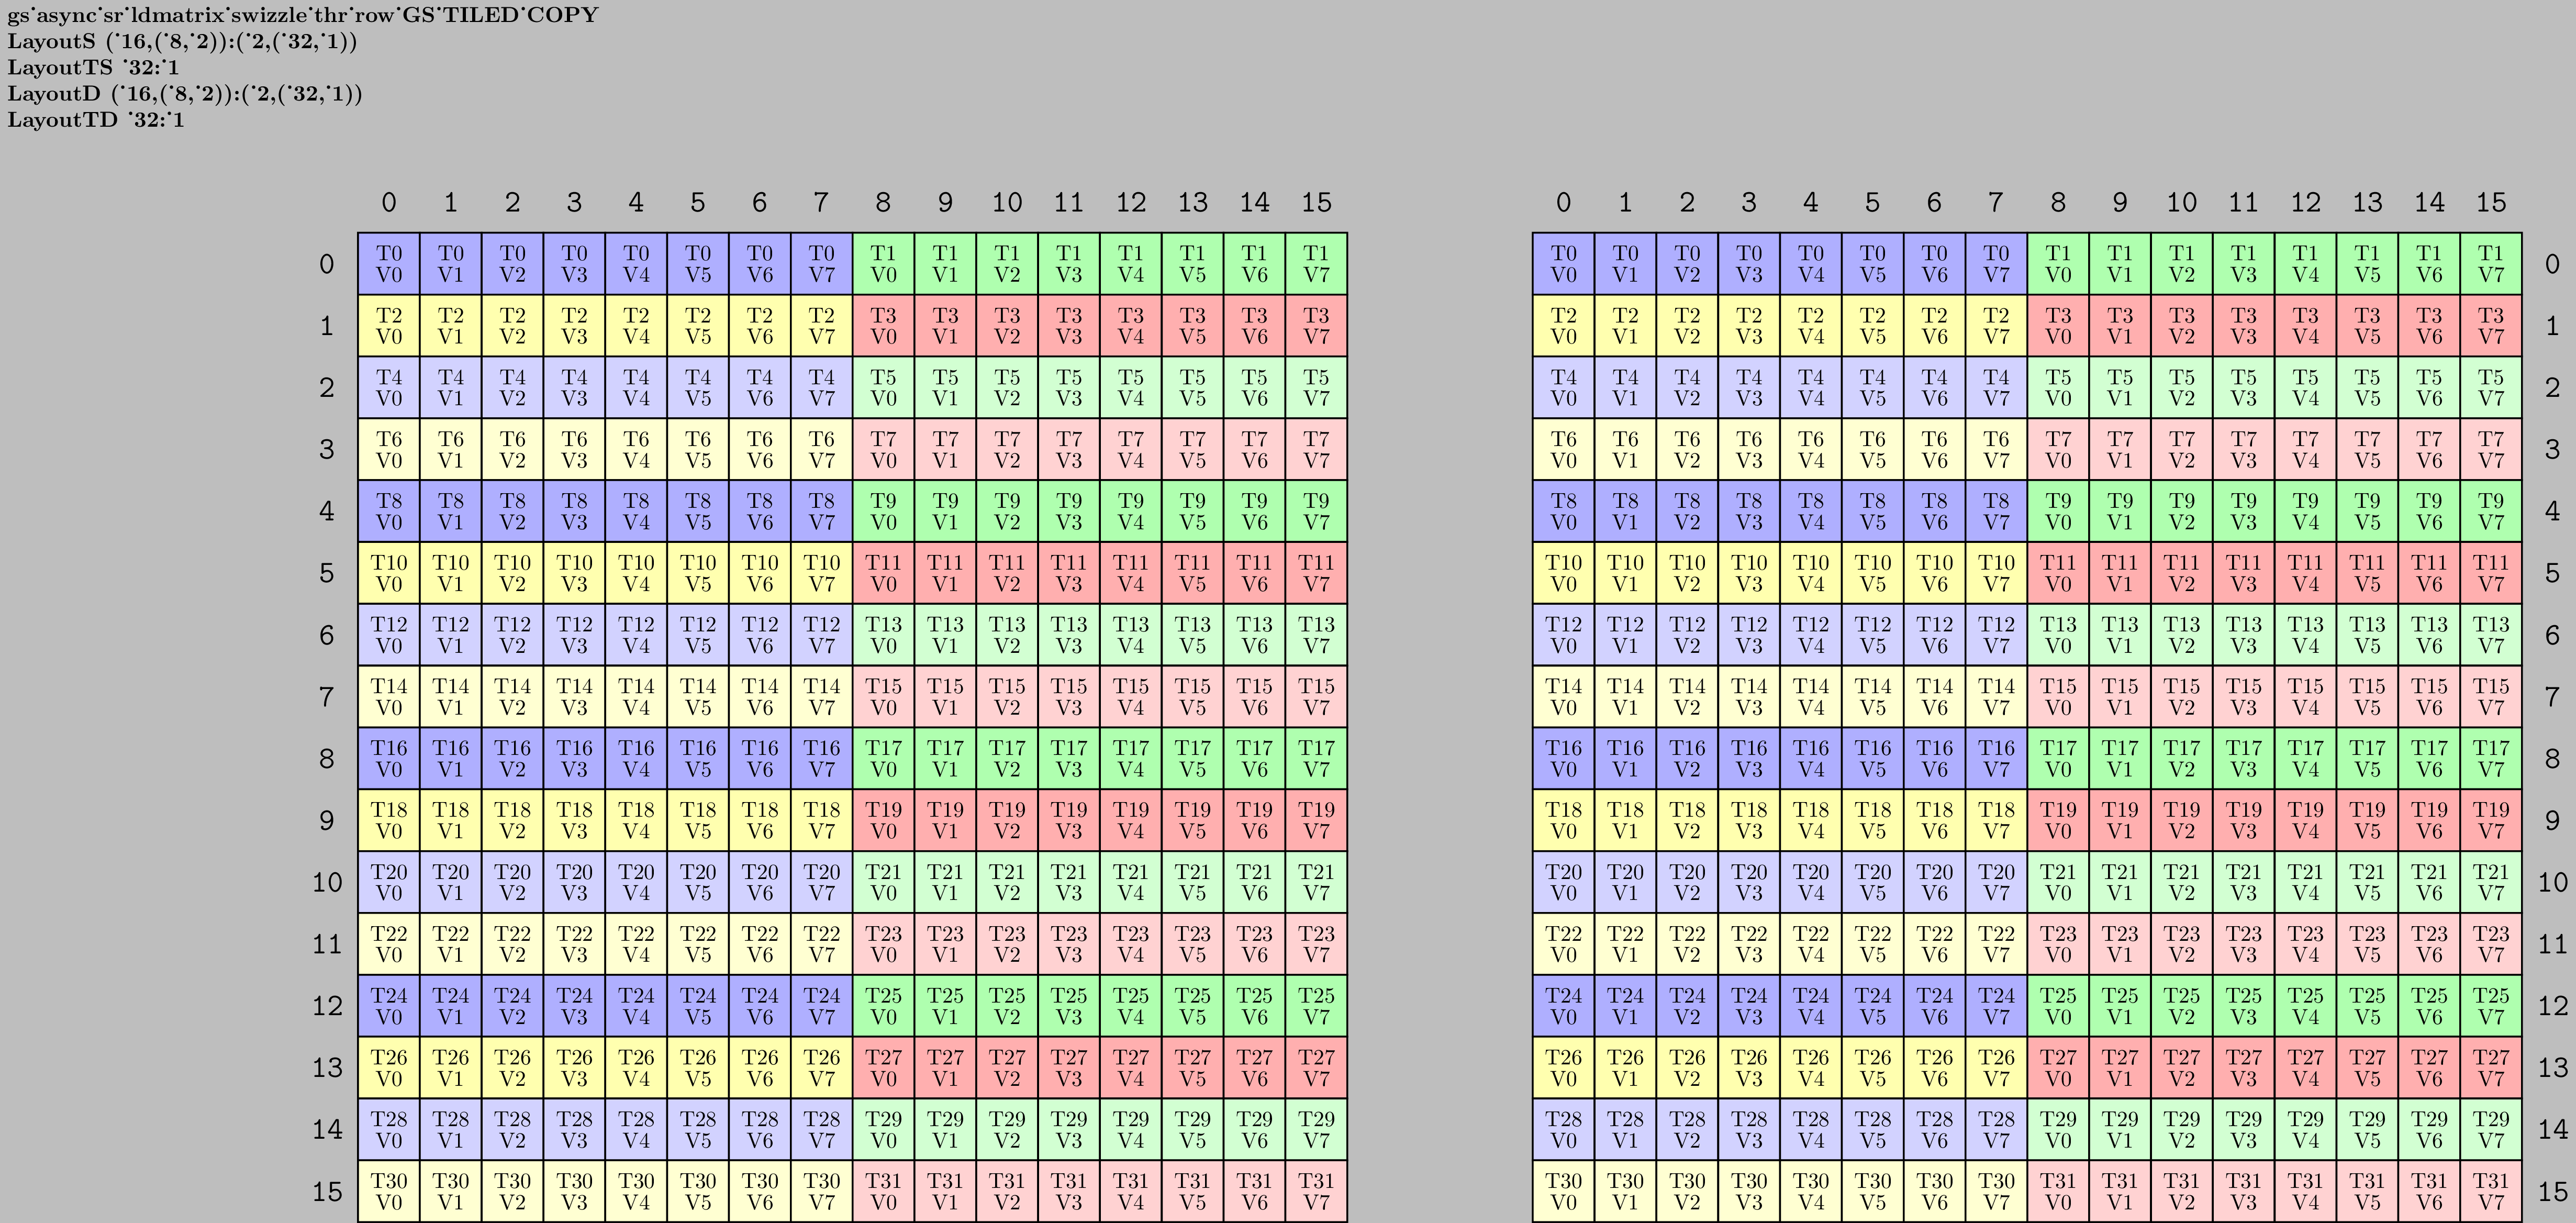 gs˙async˙sr˙ldmatrix˙swizzle˙thr˙row˙GS˙TILED˙COPY
LayoutS (˙16,(˙8,˙2)):(˙2,(˙32,˙1))
LayoutTS ˙32:˙1
LayoutD (˙16,(˙8,˙2)):(˙2,(˙32,˙1))
LayoutTD ˙32:˙1
0 1 2 3 4 5 6 7 8 9 10 11 12 13 14 15 0 1 2 3 4 5 6 7 8 9 10 11 12 13 14 15
0 T0 T0 T0 T0 T0 T0 T0 T0 T1 T1 T1 T1 T1 T1 T1 T1 T0 T0 T0 T0 T0 T0 T0 T0 T1 T1 T1 T1 T1 T1 T1 T1 0
V0 V1 V2 V3 V4 V5 V6 V7 V0 V1 V2 V3 V4 V5 V6 V7 V0 V1 V2 V3 V4 V5 V6 V7 V0 V1 V2 V3 V4 V5 V6 V7
1 T2 T2 T2 T2 T2 T2 T2 T2 T3 T3 T3 T3 T3 T3 T3 T3 T2 T2 T2 T2 T2 T2 T2 T2 T3 T3 T3 T3 T3 T3 T3 T3 1
V0 V1 V2 V3 V4 V5 V6 V7 V0 V1 V2 V3 V4 V5 V6 V7 V0 V1 V2 V3 V4 V5 V6 V7 V0 V1 V2 V3 V4 V5 V6 V7
2 T4 T4 T4 T4 T4 T4 T4 T4 T5 T5 T5 T5 T5 T5 T5 T5 T4 T4 T4 T4 T4 T4 T4 T4 T5 T5 T5 T5 T5 T5 T5 T5 2
V0 V1 V2 V3 V4 V5 V6 V7 V0 V1 V2 V3 V4 V5 V6 V7 V0 V1 V2 V3 V4 V5 V6 V7 V0 V1 V2 V3 V4 V5 V6 V7
3 T6 T6 T6 T6 T6 T6 T6 T6 T7 T7 T7 T7 T7 T7 T7 T7 T6 T6 T6 T6 T6 T6 T6 T6 T7 T7 T7 T7 T7 T7 T7 T7 3
V0 V1 V2 V3 V4 V5 V6 V7 V0 V1 V2 V3 V4 V5 V6 V7 V0 V1 V2 V3 V4 V5 V6 V7 V0 V1 V2 V3 V4 V5 V6 V7
4 T8 T8 T8 T8 T8 T8 T8 T8 T9 T9 T9 T9 T9 T9 T9 T9 T8 T8 T8 T8 T8 T8 T8 T8 T9 T9 T9 T9 T9 T9 T9 T9 4
V0 V1 V2 V3 V4 V5 V6 V7 V0 V1 V2 V3 V4 V5 V6 V7 V0 V1 V2 V3 V4 V5 V6 V7 V0 V1 V2 V3 V4 V5 V6 V7
5 T10 T10 T10 T10 T10 T10 T10 T10 T11 T11 T11 T11 T11 T11 T11 T11 T10 T10 T10 T10 T10 T10 T10 T10 T11 T11 T11 T11 T11 T11 T11 T11 5
V0 V1 V2 V3 V4 V5 V6 V7 V0 V1 V2 V3 V4 V5 V6 V7 V0 V1 V2 V3 V4 V5 V6 V7 V0 V1 V2 V3 V4 V5 V6 V7
6 T12 T12 T12 T12 T12 T12 T12 T12 T13 T13 T13 T13 T13 T13 T13 T13 T12 T12 T12 T12 T12 T12 T12 T12 T13 T13 T13 T13 T13 T13 T13 T13 6
V0 V1 V2 V3 V4 V5 V6 V7 V0 V1 V2 V3 V4 V5 V6 V7 V0 V1 V2 V3 V4 V5 V6 V7 V0 V1 V2 V3 V4 V5 V6 V7
7 T14 T14 T14 T14 T14 T14 T14 T14 T15 T15 T15 T15 T15 T15 T15 T15 T14 T14 T14 T14 T14 T14 T14 T14 T15 T15 T15 T15 T15 T15 T15 T15 7
V0 V1 V2 V3 V4 V5 V6 V7 V0 V1 V2 V3 V4 V5 V6 V7 V0 V1 V2 V3 V4 V5 V6 V7 V0 V1 V2 V3 V4 V5 V6 V7
8 T16 T16 T16 T16 T16 T16 T16 T16 T17 T17 T17 T17 T17 T17 T17 T17 T16 T16 T16 T16 T16 T16 T16 T16 T17 T17 T17 T17 T17 T17 T17 T17 8
V0 V1 V2 V3 V4 V5 V6 V7 V0 V1 V2 V3 V4 V5 V6 V7 V0 V1 V2 V3 V4 V5 V6 V7 V0 V1 V2 V3 V4 V5 V6 V7
9 T18 T18 T18 T18 T18 T18 T18 T18 T19 T19 T19 T19 T19 T19 T19 T19 T18 T18 T18 T18 T18 T18 T18 T18 T19 T19 T19 T19 T19 T19 T19 T19 9
V0 V1 V2 V3 V4 V5 V6 V7 V0 V1 V2 V3 V4 V5 V6 V7 V0 V1 V2 V3 V4 V5 V6 V7 V0 V1 V2 V3 V4 V5 V6 V7
10 T20 T20 T20 T20 T20 T20 T20 T20 T21 T21 T21 T21 T21 T21 T21 T21 T20 T20 T20 T20 T20 T20 T20 T20 T21 T21 T21 T21 T21 T21 T21 T21 10
V0 V1 V2 V3 V4 V5 V6 V7 V0 V1 V2 V3 V4 V5 V6 V7 V0 V1 V2 V3 V4 V5 V6 V7 V0 V1 V2 V3 V4 V5 V6 V7
11 T22 T22 T22 T22 T22 T22 T22 T22 T23 T23 T23 T23 T23 T23 T23 T23 T22 T22 T22 T22 T22 T22 T22 T22 T23 T23 T23 T23 T23 T23 T23 T23 11
V0 V1 V2 V3 V4 V5 V6 V7 V0 V1 V2 V3 V4 V5 V6 V7 V0 V1 V2 V3 V4 V5 V6 V7 V0 V1 V2 V3 V4 V5 V6 V7
12 T24 T24 T24 T24 T24 T24 T24 T24 T25 T25 T25 T25 T25 T25 T25 T25 T24 T24 T24 T24 T24 T24 T24 T24 T25 T25 T25 T25 T25 T25 T25 T25 12
V0 V1 V2 V3 V4 V5 V6 V7 V0 V1 V2 V3 V4 V5 V6 V7 V0 V1 V2 V3 V4 V5 V6 V7 V0 V1 V2 V3 V4 V5 V6 V7
13 T26 T26 T26 T26 T26 T26 T26 T26 T27 T27 T27 T27 T27 T27 T27 T27 T26 T26 T26 T26 T26 T26 T26 T26 T27 T27 T27 T27 T27 T27 T27 T27 13
V0 V1 V2 V3 V4 V5 V6 V7 V0 V1 V2 V3 V4 V5 V6 V7 V0 V1 V2 V3 V4 V5 V6 V7 V0 V1 V2 V3 V4 V5 V6 V7
14 T28 T28 T28 T28 T28 T28 T28 T28 T29 T29 T29 T29 T29 T29 T29 T29 T28 T28 T28 T28 T28 T28 T28 T28 T29 T29 T29 T29 T29 T29 T29 T29 14
V0 V1 V2 V3 V4 V5 V6 V7 V0 V1 V2 V3 V4 V5 V6 V7 V0 V1 V2 V3 V4 V5 V6 V7 V0 V1 V2 V3 V4 V5 V6 V7
15 T30 T30 T30 T30 T30 T30 T30 T30 T31 T31 T31 T31 T31 T31 T31 T31 T30 T30 T30 T30 T30 T30 T30 T30 T31 T31 T31 T31 T31 T31 T31 T31 15
V0 V1 V2 V3 V4 V5 V6 V7 V0 V1 V2 V3 V4 V5 V6 V7 V0 V1 V2 V3 V4 V5 V6 V7 V0 V1 V2 V3 V4 V5 V6 V7